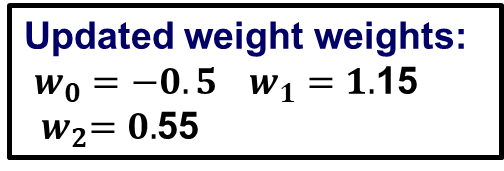 Updated weight weights:
w₀ = −0.5 w₁ = 1.15
w₂= 0.55